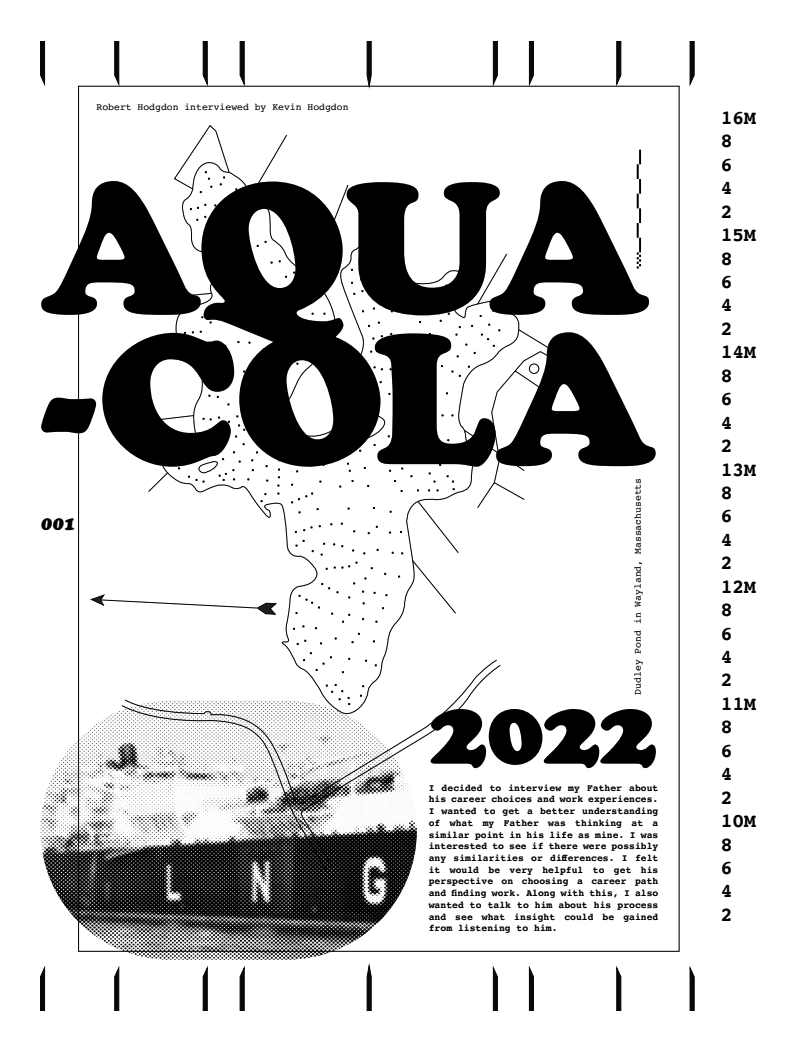 Robert Hodgdon interviewed by Kevin Hodgdon
AQUA
-COLA
001
Dudley Pond in Wayland, Massachusetts
2022
I decided to interview my Father about
his career choices and work experiences.
I wanted to get a better understanding
of what my Father was thinking at a
similar point in his life as mine. I was
interested to see if there were possibly
any similarities or differences. I felt
it would be very helpful to get his
perspective on choosing a career path
and finding work. Along with this, I also
wanted to talk to him about his process
and see what insight could be gained
from listening to him.
L N G
16M
8
6
4
2
15M
8
6
4
2
14M
8
6
4
2
13M
8
6
4
2
12M
8
6
4
2
11M
8
6
4
2
10M
8
6
4
2